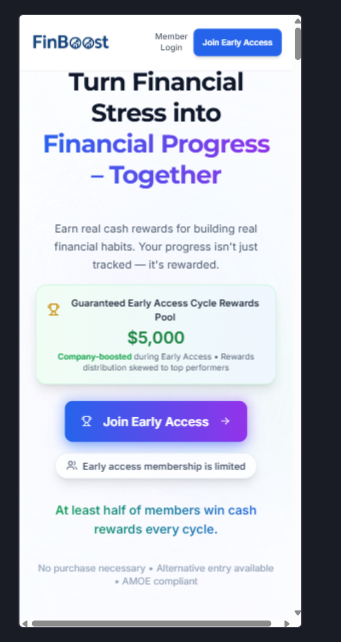 FinBoost
Member
Login
Join Early Access
Turn Financial
Stress into
Financial Progress
– Together
Earn real cash rewards for building real
financial habits. Your progress isn't just
tracked — it's rewarded.
Guaranteed Early Access Cycle Rewards
Pool
$5,000
Company-boosted during Early Access • Rewards
distribution skewed to top performers
Join Early Access →
Early access membership is limited
At least half of members win cash
rewards every cycle.
No purchase necessary • Alternative entry available
• AMOE compliant